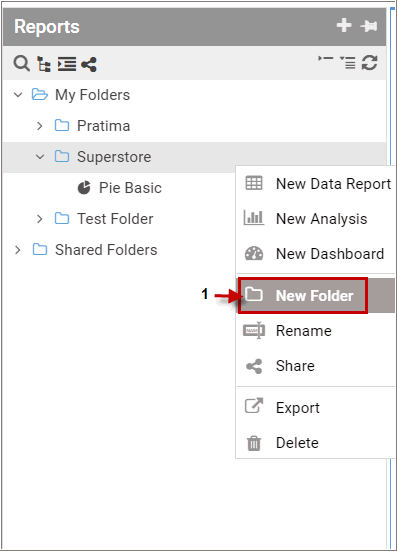 Reports
My Folders
Pratima
Superstore
Pie Basic
Test Folder
Shared Folders
New Data Report
New Analysis
New Dashboard
1
New Folder
Rename
Share
Export
Delete